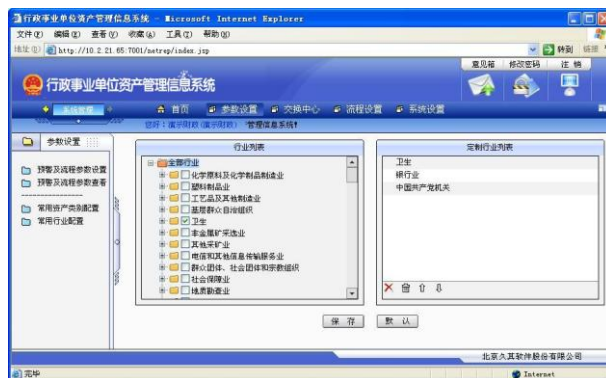 行政事业单位资产管理信息系统 - Microsoft Internet Explorer
文件(F) 编辑(E) 查看(V) 收藏(A) 工具(T) 帮助(H)
地址(D) http://10.2.21.65:7001/netrep/index.jsp 转到 链接
行政事业单位资产管理信息系统
意见箱 修改密码 注销
系统管理 首页 参数设置 交换中心 流程设置 系统设置
您好:演示财政(演示财政) 管理信息系统!
参数设置
预警及流程参数设置
预警及流程参数查看
常用资产类别配置
常用行业配置
行业列表
全部行业
化学原料及化学制品制造业
塑料制品业
工艺品及其他制造业
基层群众自治组织
卫生
非金属矿采选业
其他采矿业
电信和其他信息传输服务业
群众团体、社会团体和宗教组织
社会保障业
地质勘查业
定制行业列表
卫生
银行业
中国共产党机关
保存 默认
北京久其软件股份有限公司
完毕 Internet